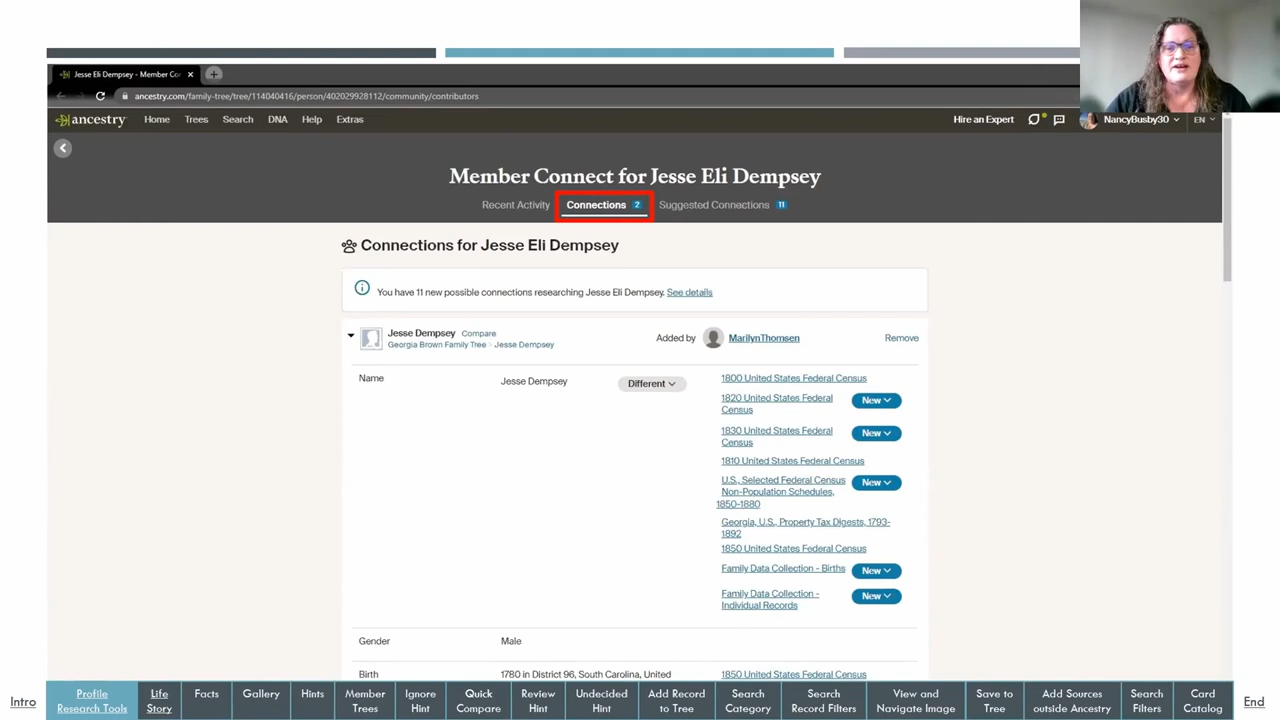 Jesse Eli Dempsey - Member Cor
ancestry.com/family-tree/tree/114040416/person/402029928112/community/contributors
ancestry Home Trees Search DNA Help Extras Hire an Expert NancyBusby30 EN
Member Connect for Jesse Eli Dempsey
Recent Activity Connections 2 Suggested Connections 11
Connections for Jesse Eli Dempsey
You have 11 new possible connections researching Jesse Eli Dempsey. See details
Jesse Dempsey Compare
Georgia Brown Family Tree > Jesse Dempsey
Added by MarilynThomsen Remove
Name Jesse Dempsey Different
1800 United States Federal Census
1820 United States Federal New
Census
1830 United States Federal New
Census
1810 United States Federal Census
U.S., Selected Federal Census New
Non-Population Schedules,
1850-1880
Georgia, U.S., Property Tax Digests, 1793-
1892
1850 United States Federal Census
Family Data Collection - Births New
Family Data Collection - New
Individual Records
Gender Male
Birth 1780 in District 96, South Carolina, United 1850 United States Federal Census
Intro
Profile
Research Tools
Life
Story
Facts
Gallery
Hints
Member
Trees
Ignore
Hint
Quick
Compare
Review
Hint
Undecided
Hint
Add Record
to Tree
Search
Category
Search
Record Filters
View and
Navigate Image
Save to
Tree
Add Sources
outside Ancestry
Search
Filters
Card
Catalog
End